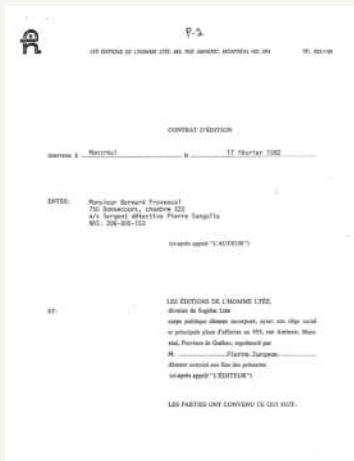 P-2
LES ÉDITIONS DE L'HOMME LTÉE, 955, RUE AMHERST, MONTRÉAL TÉL.
CONTRAT D'ÉDITION
Montréal le 17 février 1982
ENTRE: Monsieur Bernard Provencal
750 Bonsecours, chambre
a/s Sergent détective Pierre Sangollo
NAS:
(ci-après appelé "L'AUTEUR")
ET: LES ÉDITIONS DE L'HOMME LTÉE,
division de Sogides Ltée
corps politique dûment incorporé, ayant son siège social
et principale place d'affaires au 955, rue Amherst, Mont-
réal, Province de Québec, représenté par
M. Pierre Turgeon
dûment autorisé aux fins des présentes
(ci-après appelé "L'ÉDITEUR")
LES PARTIES ONT CONVENU CE QUI SUIT: